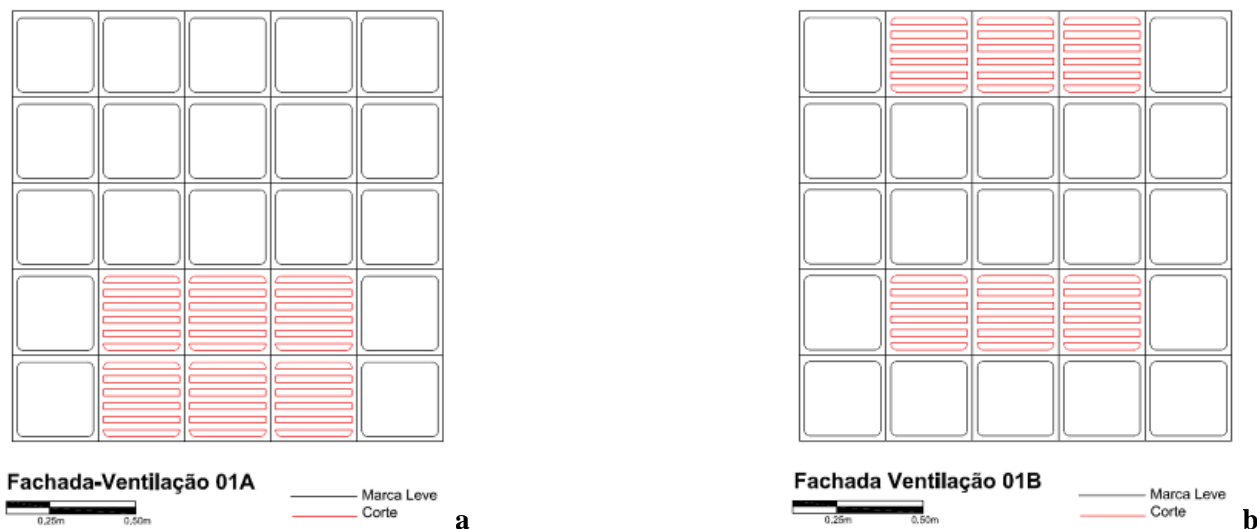 Fachada-Ventilação 01A
0,25m 0,50m
Marca Leve
Corte
a
Fachada Ventilação 01B
0,25m 0,50m
Marca Leve
Corte
b